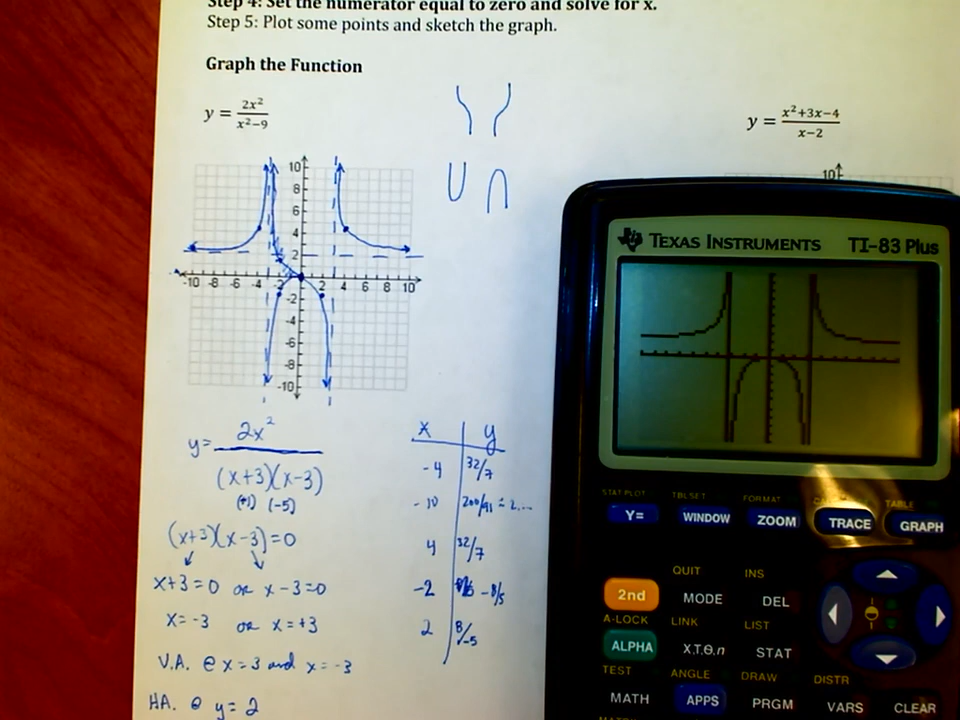 Step 4: Set the numerator equal to zero and solve for x.
Step 5: Plot some points and sketch the graph.
Graph the Function
y = 2x²/x²−9
y = x²+3x−4/x−2
10
8
6
4
2
-10 -8 -6 -4 -2 2 4 6 8 10
-2
-4
-6
-8
-10
10
y = 2x²/(x+3)(x-3)
(+1) (-5)
(x+3)(x-3)=0
x+3=0 or x-3=0
x=-3 or x=+3
V.A. @ x=3 and x=-3
HA. @ y=2
x y
-4 32/7
-10 200/91 = 2,...
4 32/7
-2 -8/5
2 8/-5
TEXAS INSTRUMENTS TI-83 Plus
STAT PLOT TBLSET FORMAT CALC TABLE
Y= WINDOW ZOOM TRACE GRAPH
QUIT INS
2nd MODE DEL
A-LOCK LINK LIST
ALPHA X,T,Θ,n STAT
TEST ANGLE DRAW DISTR
MATH APPS PRGM VARS CLEAR